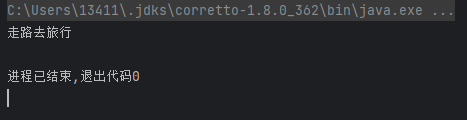 C:\Users\13411\.jdks\corretto-1.8.0_362\bin\java.exe ...
走路去旅行
进程已结束,退出代码0